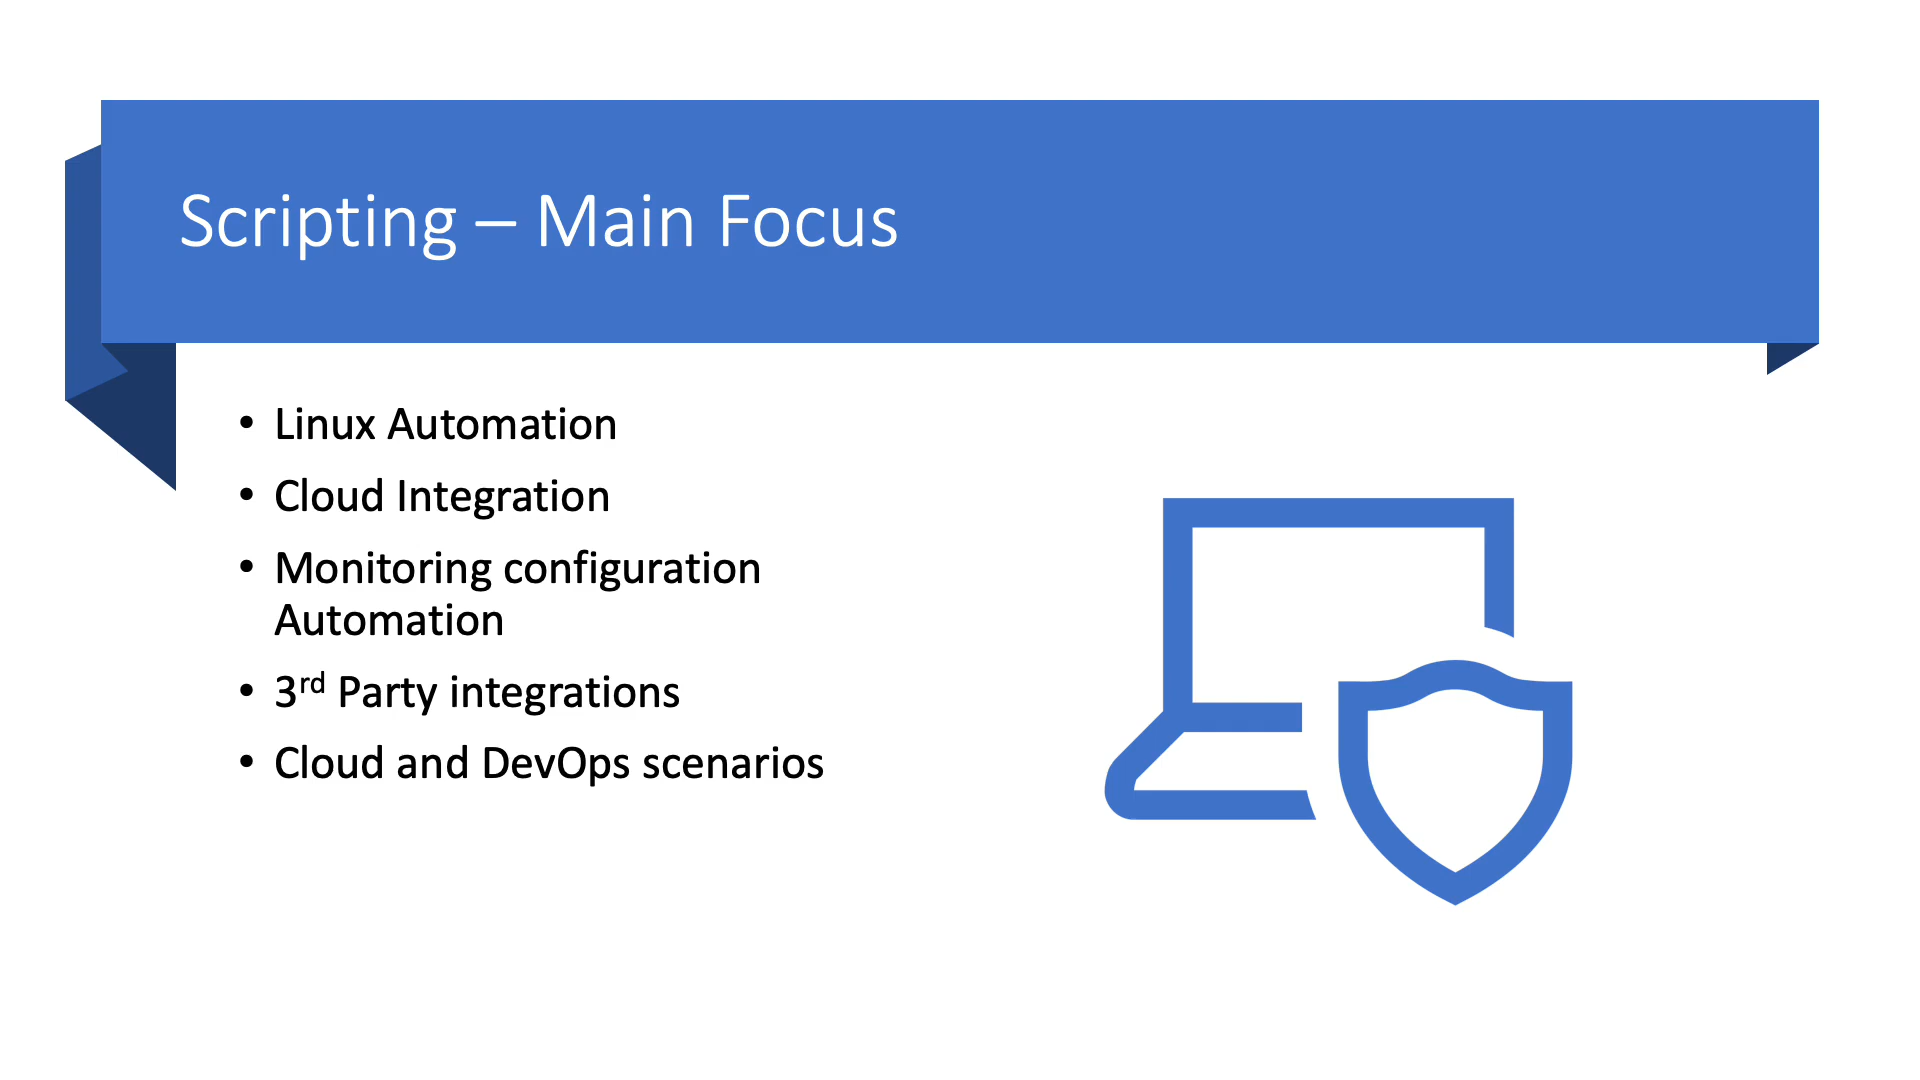 Scripting – Main Focus
• Linux Automation
• Cloud Integration
• Monitoring configuration
Automation
• 3rd Party integrations
• Cloud and DevOps scenarios